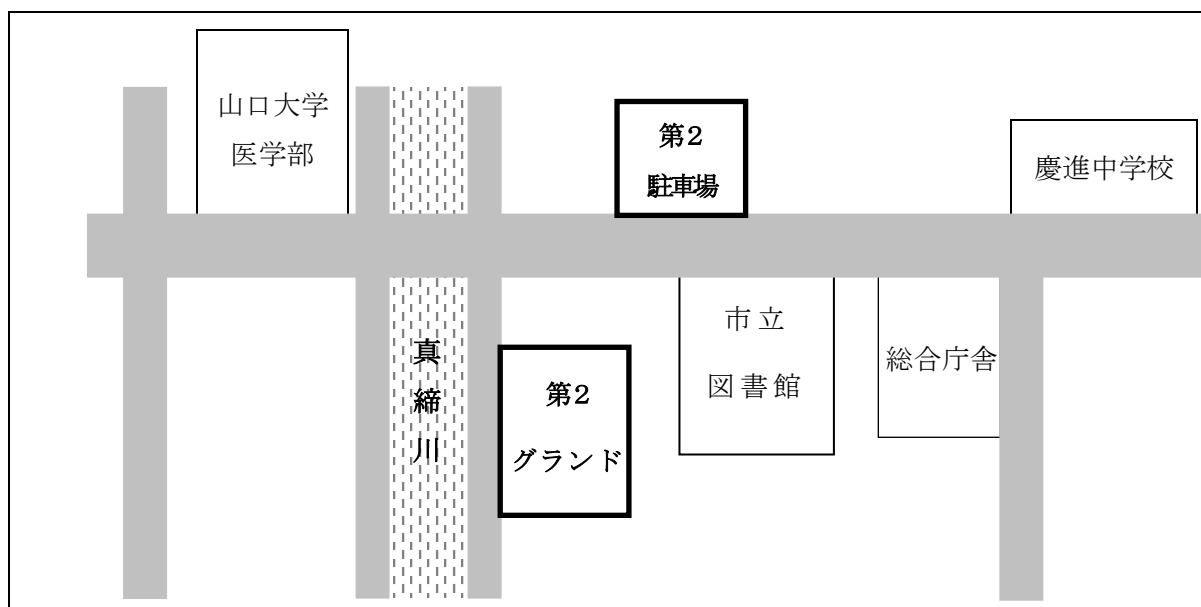 山口大学
医学部
第2
駐車場
慶進中学校
真締川
第2
グランド
市立
図書館
総合庁舎